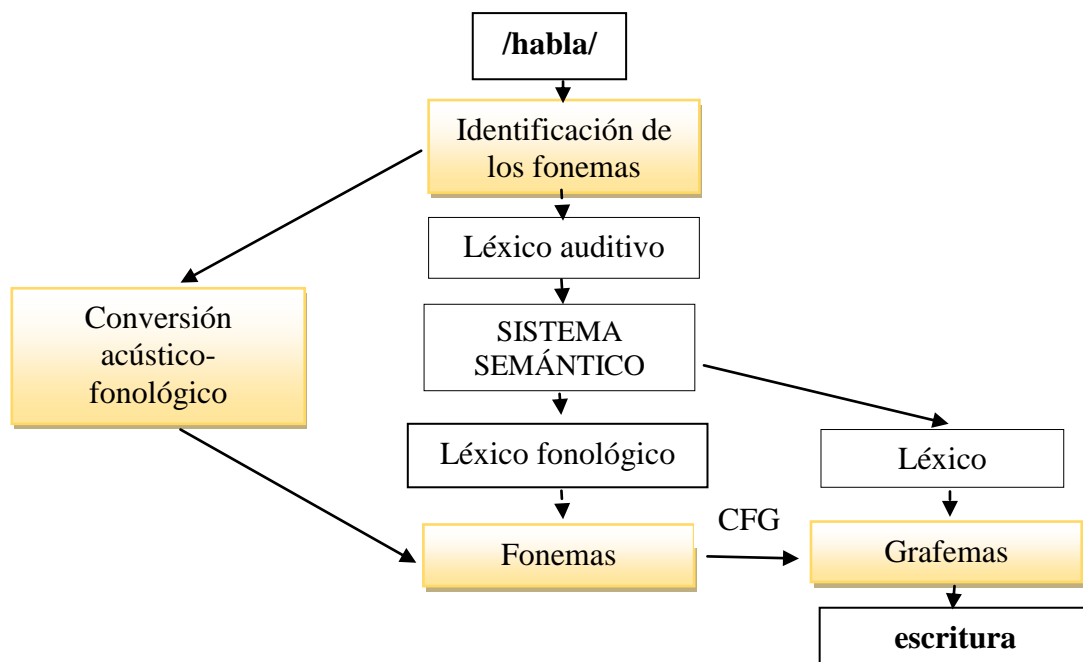 /habla/
Identificación de
los fonemas
Léxico auditivo
Conversión
acústico-
fonológico
SISTEMA
SEMÁNTICO
Léxico fonológico
Léxico
CFG
Fonemas
Grafemas
escritura